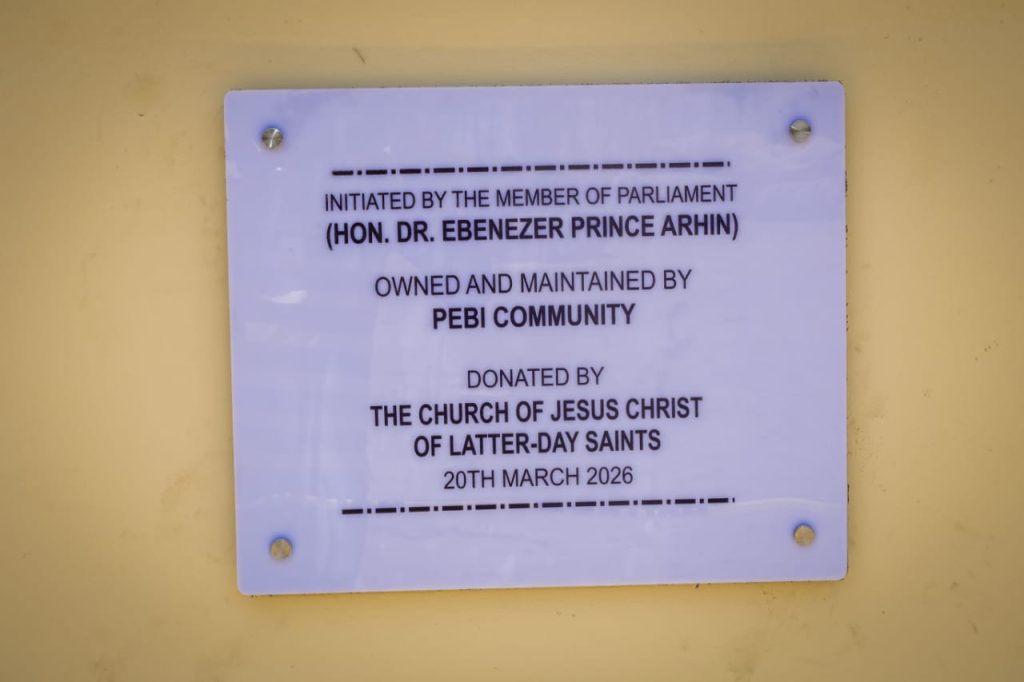 INITIATED BY THE MEMBER OF PARLIAMENT
(HON. DR. EBENEZER PRINCE ARHIN)
OWNED AND MAINTAINED BY
PEBI COMMUNITY
DONATED BY
THE CHURCH OF JESUS CHRIST
OF LATTER-DAY SAINTS
20TH MARCH 2026